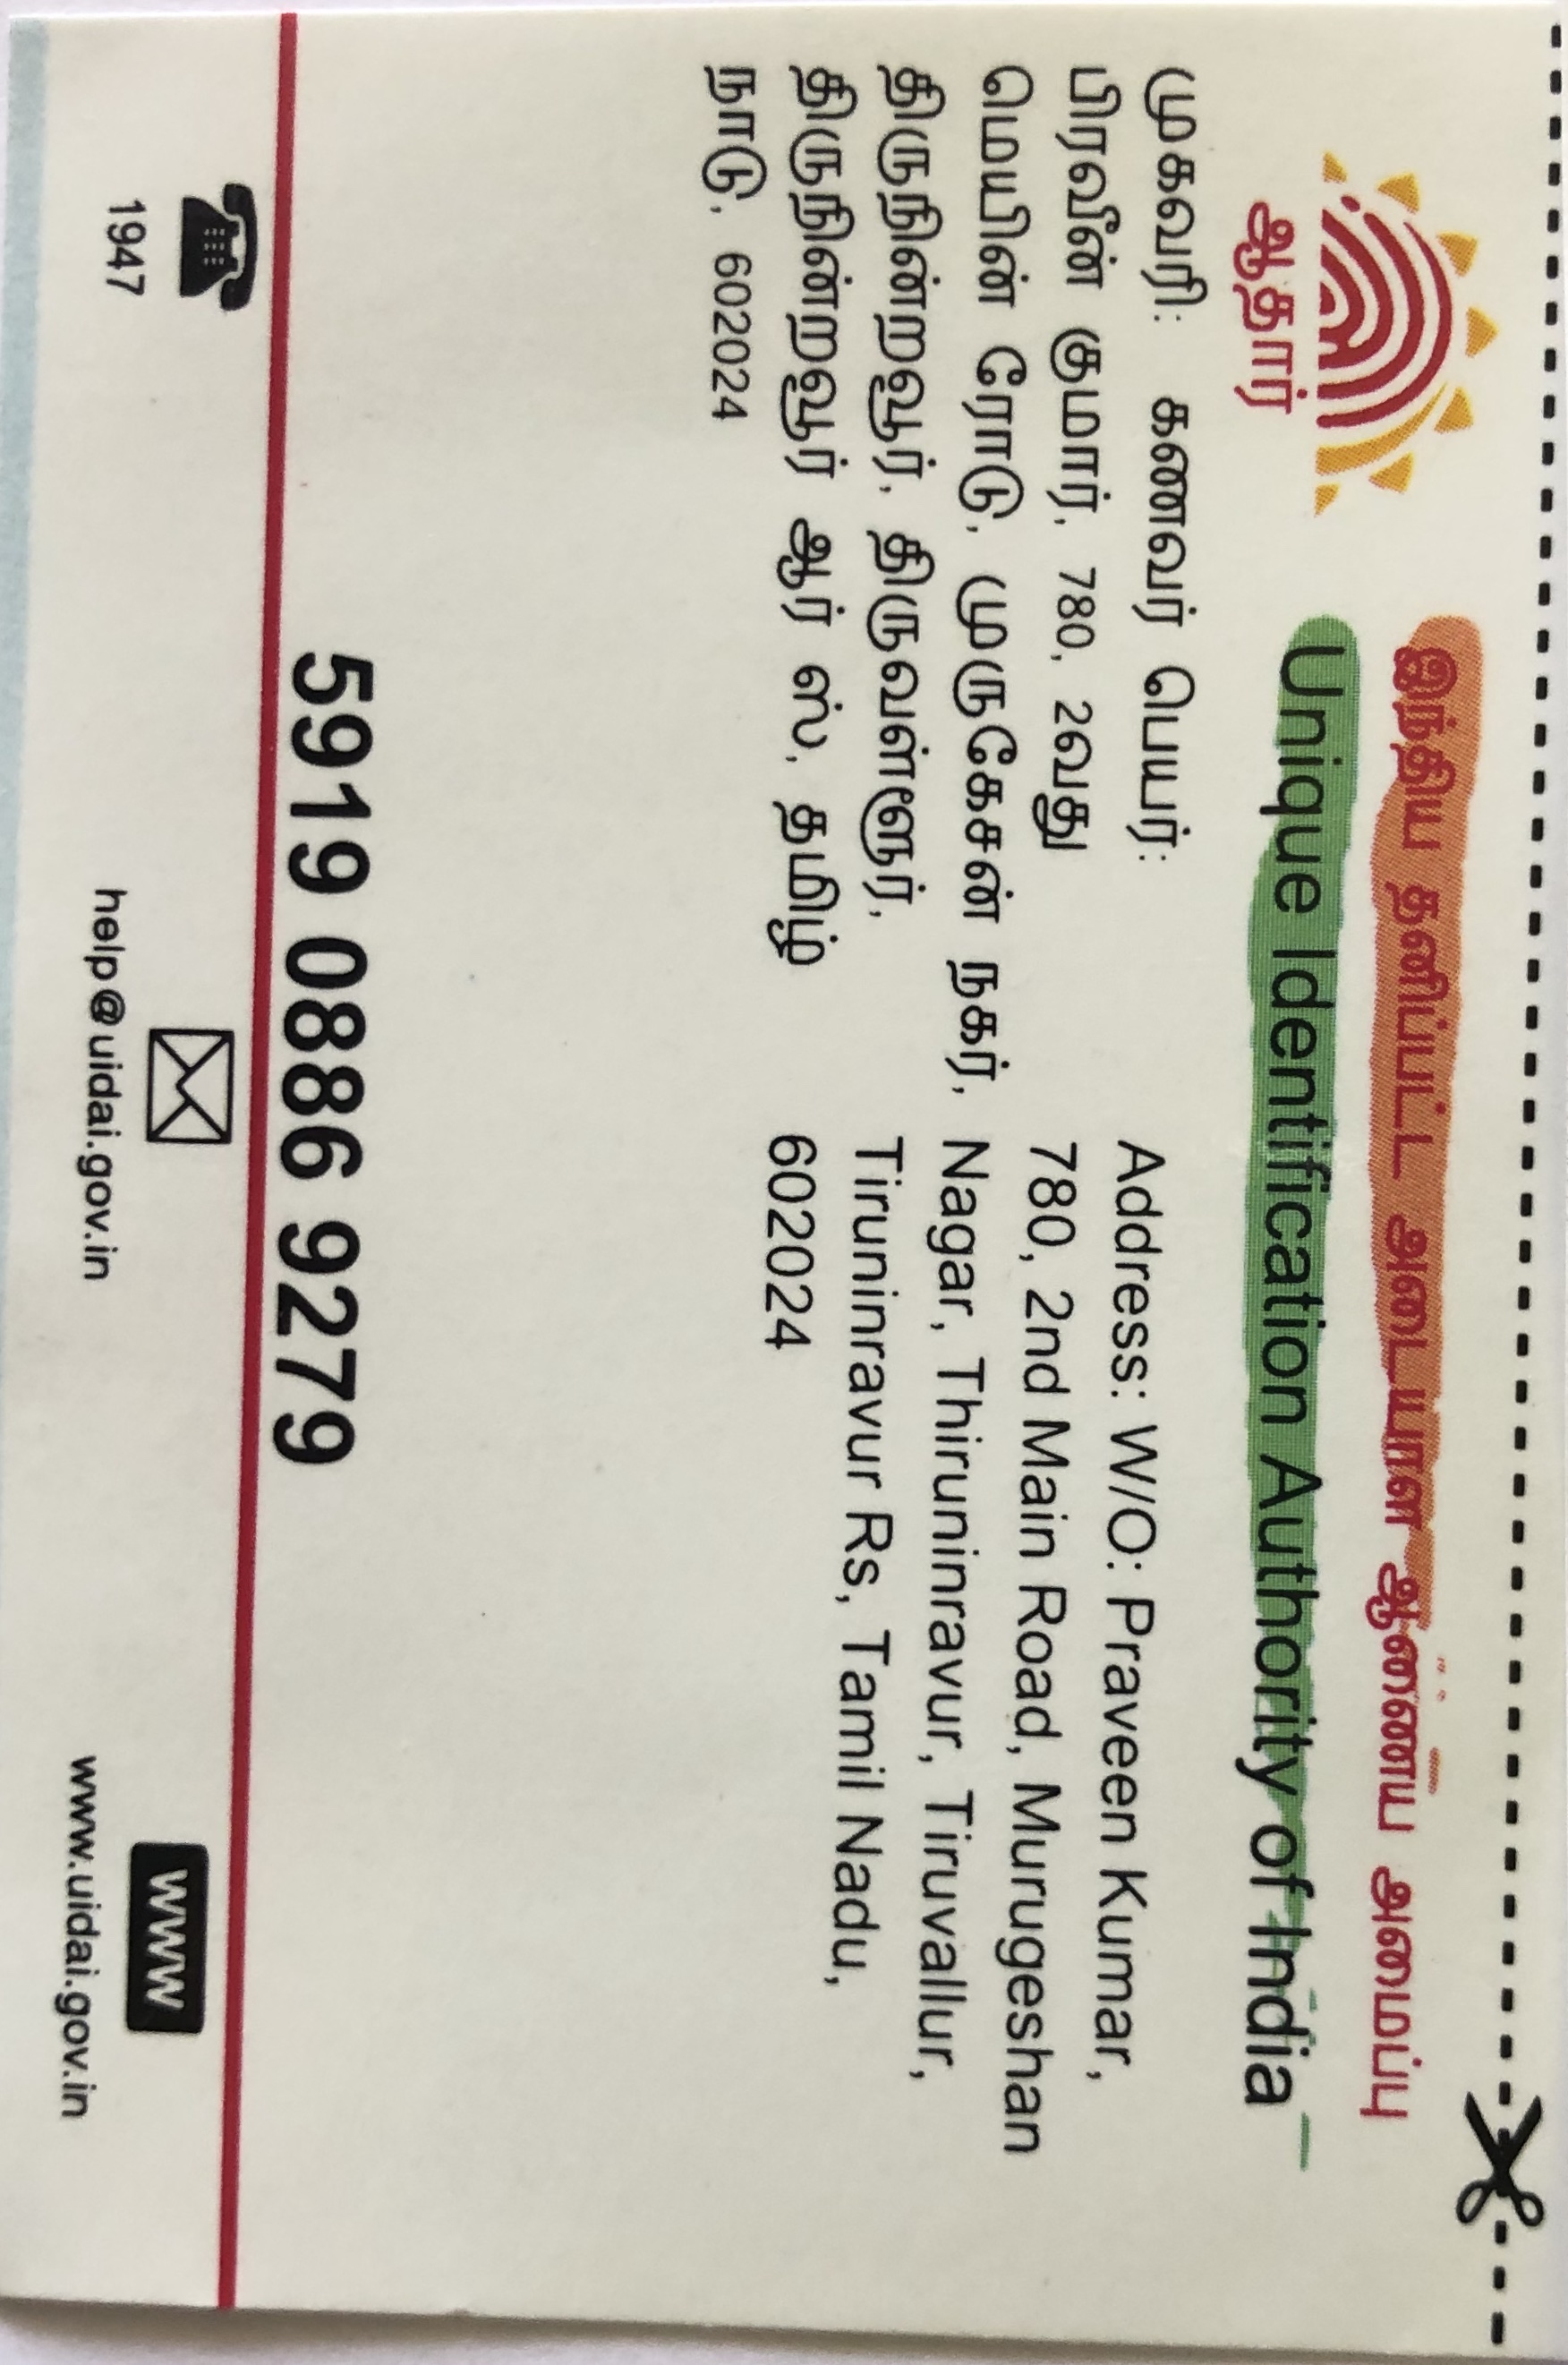 இந்திய தனிப்பட்ட அடையாள ஆணைய அமைப்பு
Unique Identification Authority of India
ஆதார்
முகவரி: கணவர் பெயர்:
பிரவீன் குமார், 780, 2வது
மெயின் ரோடு, முருகேசன் நகர்,
திருநின்றவூர், திருவள்ளூர்,
திருநின்றவூர் ஆர் ஸ், தமிழ்
நாடு, 602024
Address: W/O: Praveen Kumar,
780, 2nd Main Road, Murugeshan
Nagar, Thiruninravur, Tiruvallur,
Tiruninravur Rs, Tamil Nadu,
602024
5919 0886 9279
1947
help@uidai.gov.in
www
www.uidai.gov.in